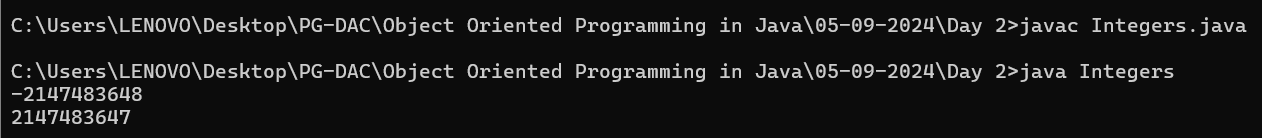 C:\Users\LENOVO\Desktop\PG-DAC\Object Oriented Programming in Java\05-09-2024\Day 2>javac Integers.java
C:\Users\LENOVO\Desktop\PG-DAC\Object Oriented Programming in Java\05-09-2024\Day 2>java Integers
-2147483648
2147483647